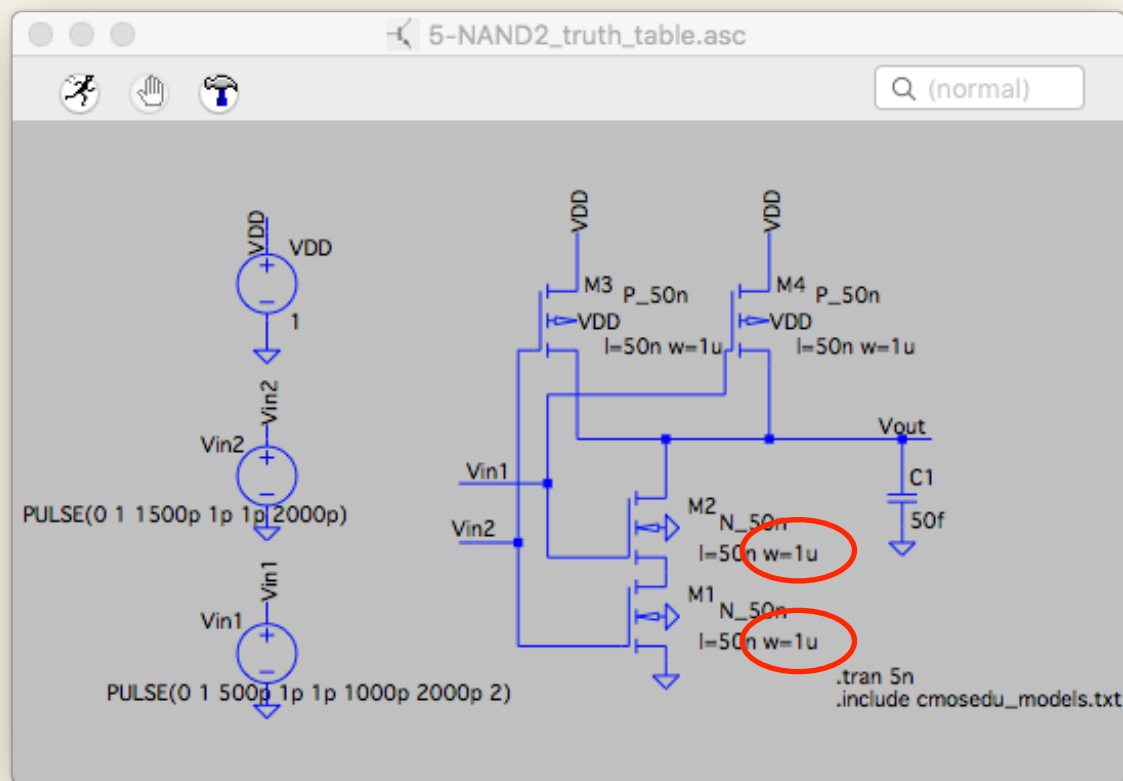 5-NAND2_truth_table.asc
(normal)
VDD
VDD
1
Vin2
Vin2
PULSE(0 1 1500p 1p 1p 2000p)
Vin1
Vin1
PULSE(0 1 500p 1p 1p 1000p 2000p 2)
VDD
VDD
M3 P_50n
VDD
l=50n w=1u
M4 P_50n
VDD
l=50n w=1u
Vin1
Vin2
Vout
C1
50f
M2 N_50n
l=50n w=1u
M1 N_50n
l=50n w=1u
.tran 5n
.include cmosedu_models.txt